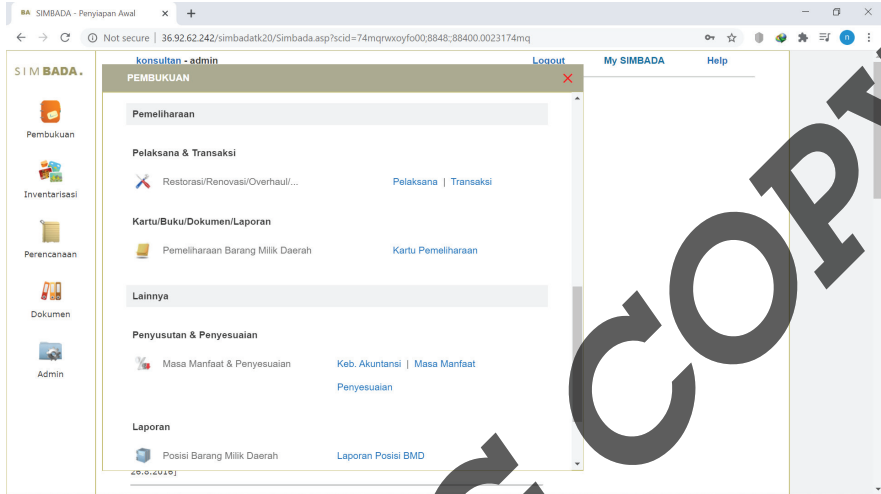 BA SIMBADA - Penyiapan Awal
Not secure | 36.92.62.242/simbadatk20/Simbada.asp?scid=74mqrwxoyfo00;8848;;88400.0023174mq
n
SIMBADA.
konsultan - admin Logout My SIMBADA Help
PEMBUKUAN
Pembukuan
Inventarisasi
Perencanaan
Dokumen
Admin
Pemeliharaan
Pelaksana & Transaksi
Restorasi/Renovasi/Overhaul/... Pelaksana | Transaksi
Kartu/Buku/Dokumen/Laporan
Pemeliharaan Barang Milik Daerah Kartu Pemeliharaan
Lainnya
Penyusutan & Penyesuaian
Masa Manfaat & Penyesuaian Keb. Akuntansi | Masa Manfaat
Penyesuaian
Laporan
Posisi Barang Milik Daerah Laporan Posisi BMD
26.8.2016]
C COPY